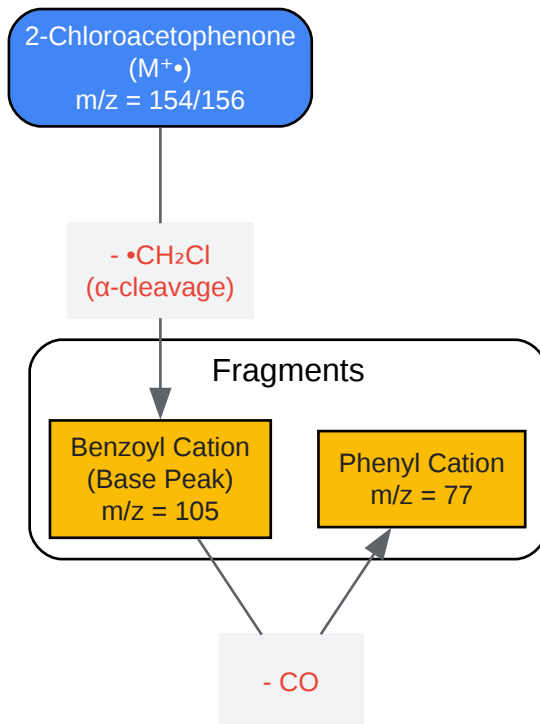 2-Chloroacetophenone
(M⁺•)
m/z = 154/156
- •CH₂Cl
(α-cleavage)
Fragments
Benzoyl Cation
(Base Peak)
m/z = 105
Phenyl Cation
m/z = 77
- CO